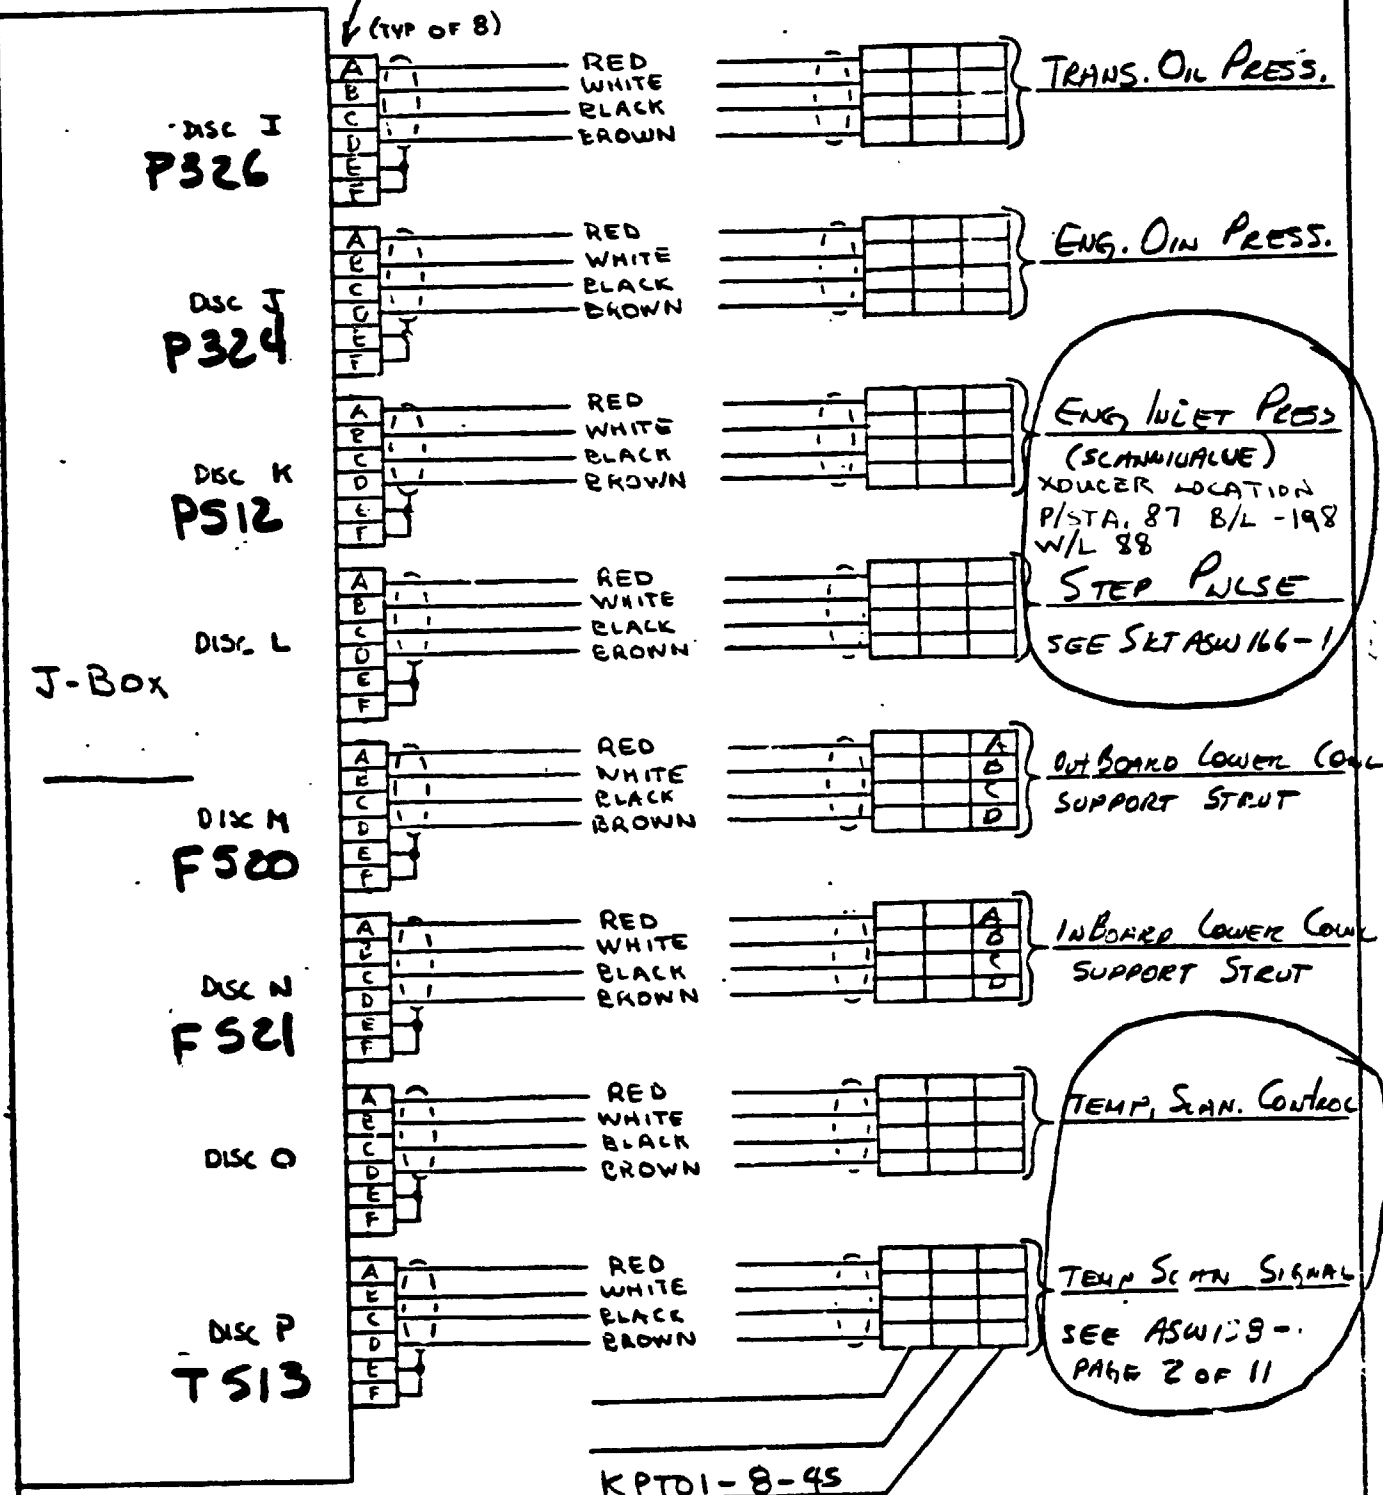 (TYP OF 8)
A
B
C
D
E
F
DISC I
P326
RED
WHITE
BLACK
BROWN
TRANS. OIL PRESS.
A
B
C
D
E
F
DISC J
P324
RED
WHITE
BLACK
BROWN
ENG. OIL PRESS.
A
B
C
D
E
F
DISC K
P512
RED
WHITE
BLACK
BROWN
ENG INLET PRESS
(SCANNIVALVE)
XDUCER LOCATION
P/STA. 87 B/L -198
W/L 88
A
B
C
D
E
F
DISC L
J-BOX
RED
WHITE
BLACK
BROWN
STEP PULSE
SEE SKT ASW 166-1
A
B
C
D
E
F
DISC M
F520
RED
WHITE
BLACK
BROWN
A
B
C
D
OUTBOARD LOWER COWL
SUPPORT STRUT
A
B
C
D
E
F
DISC N
F521
RED
WHITE
BLACK
BROWN
A
B
C
D
INBOARD LOWER COWL
SUPPORT STRUT
A
B
C
D
E
F
DISC O
RED
WHITE
BLACK
BROWN
TEMP. SCAN. CONTROL
A
B
C
D
E
F
DISC P
T513
RED
WHITE
BLACK
BROWN
TEMP SCAN SIGNAL
SEE
PAGE 2 OF 11
KPT01-8-4S